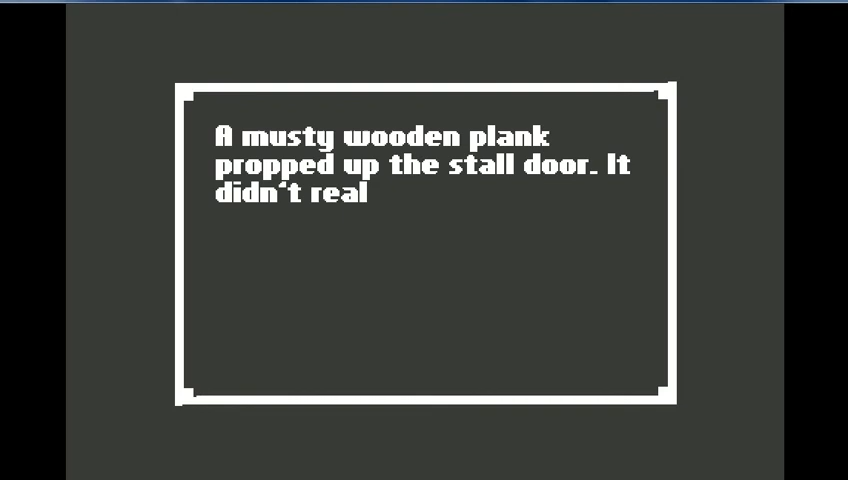 A musty wooden plank
propped up the stall door. It
didn't real